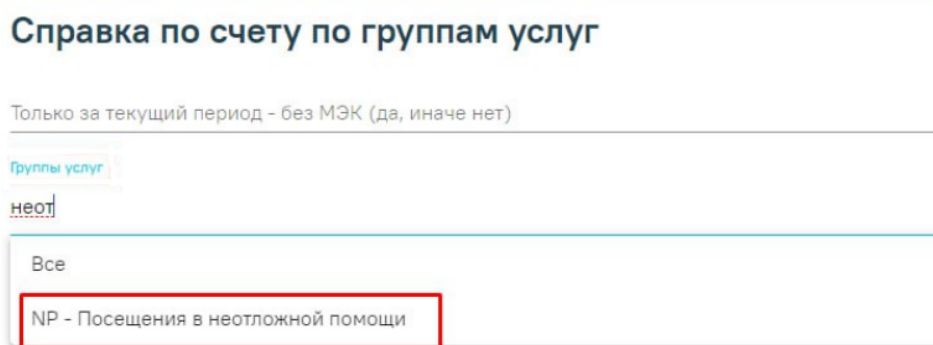 Справка по счету по группам услуг
Только за текущий период - без МЭК (да, иначе нет)
Группы услуг
неот
Все
NP - Посещения в неотложной помощи